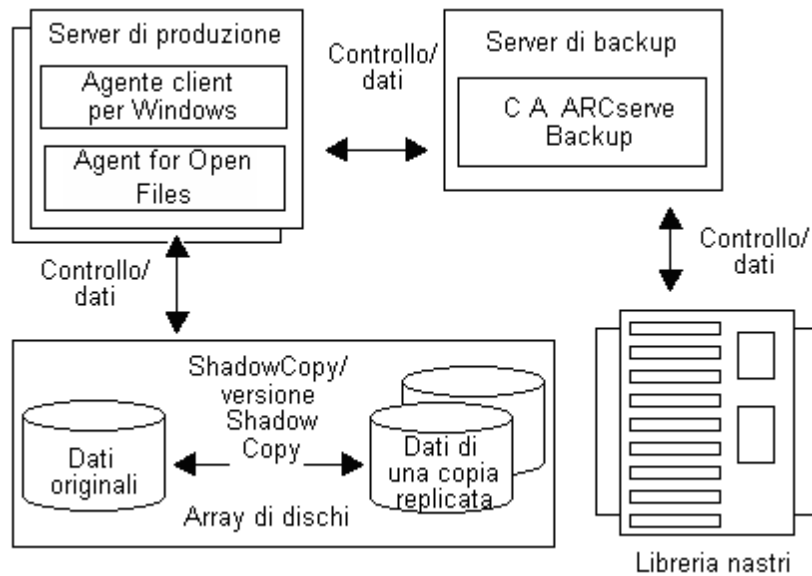 Server di produzione
Agente client
per Windows
Agent for Open
Files
Controllo/
dati
Server di backup
C A ARCserve
Backup
Controllo/
dati
Controllo/
dati
ShadowCopy/
versione
Shadow
Copy
Dati
originali
Dati di
una copia
replicata
Array di dischi
Libreria nastri